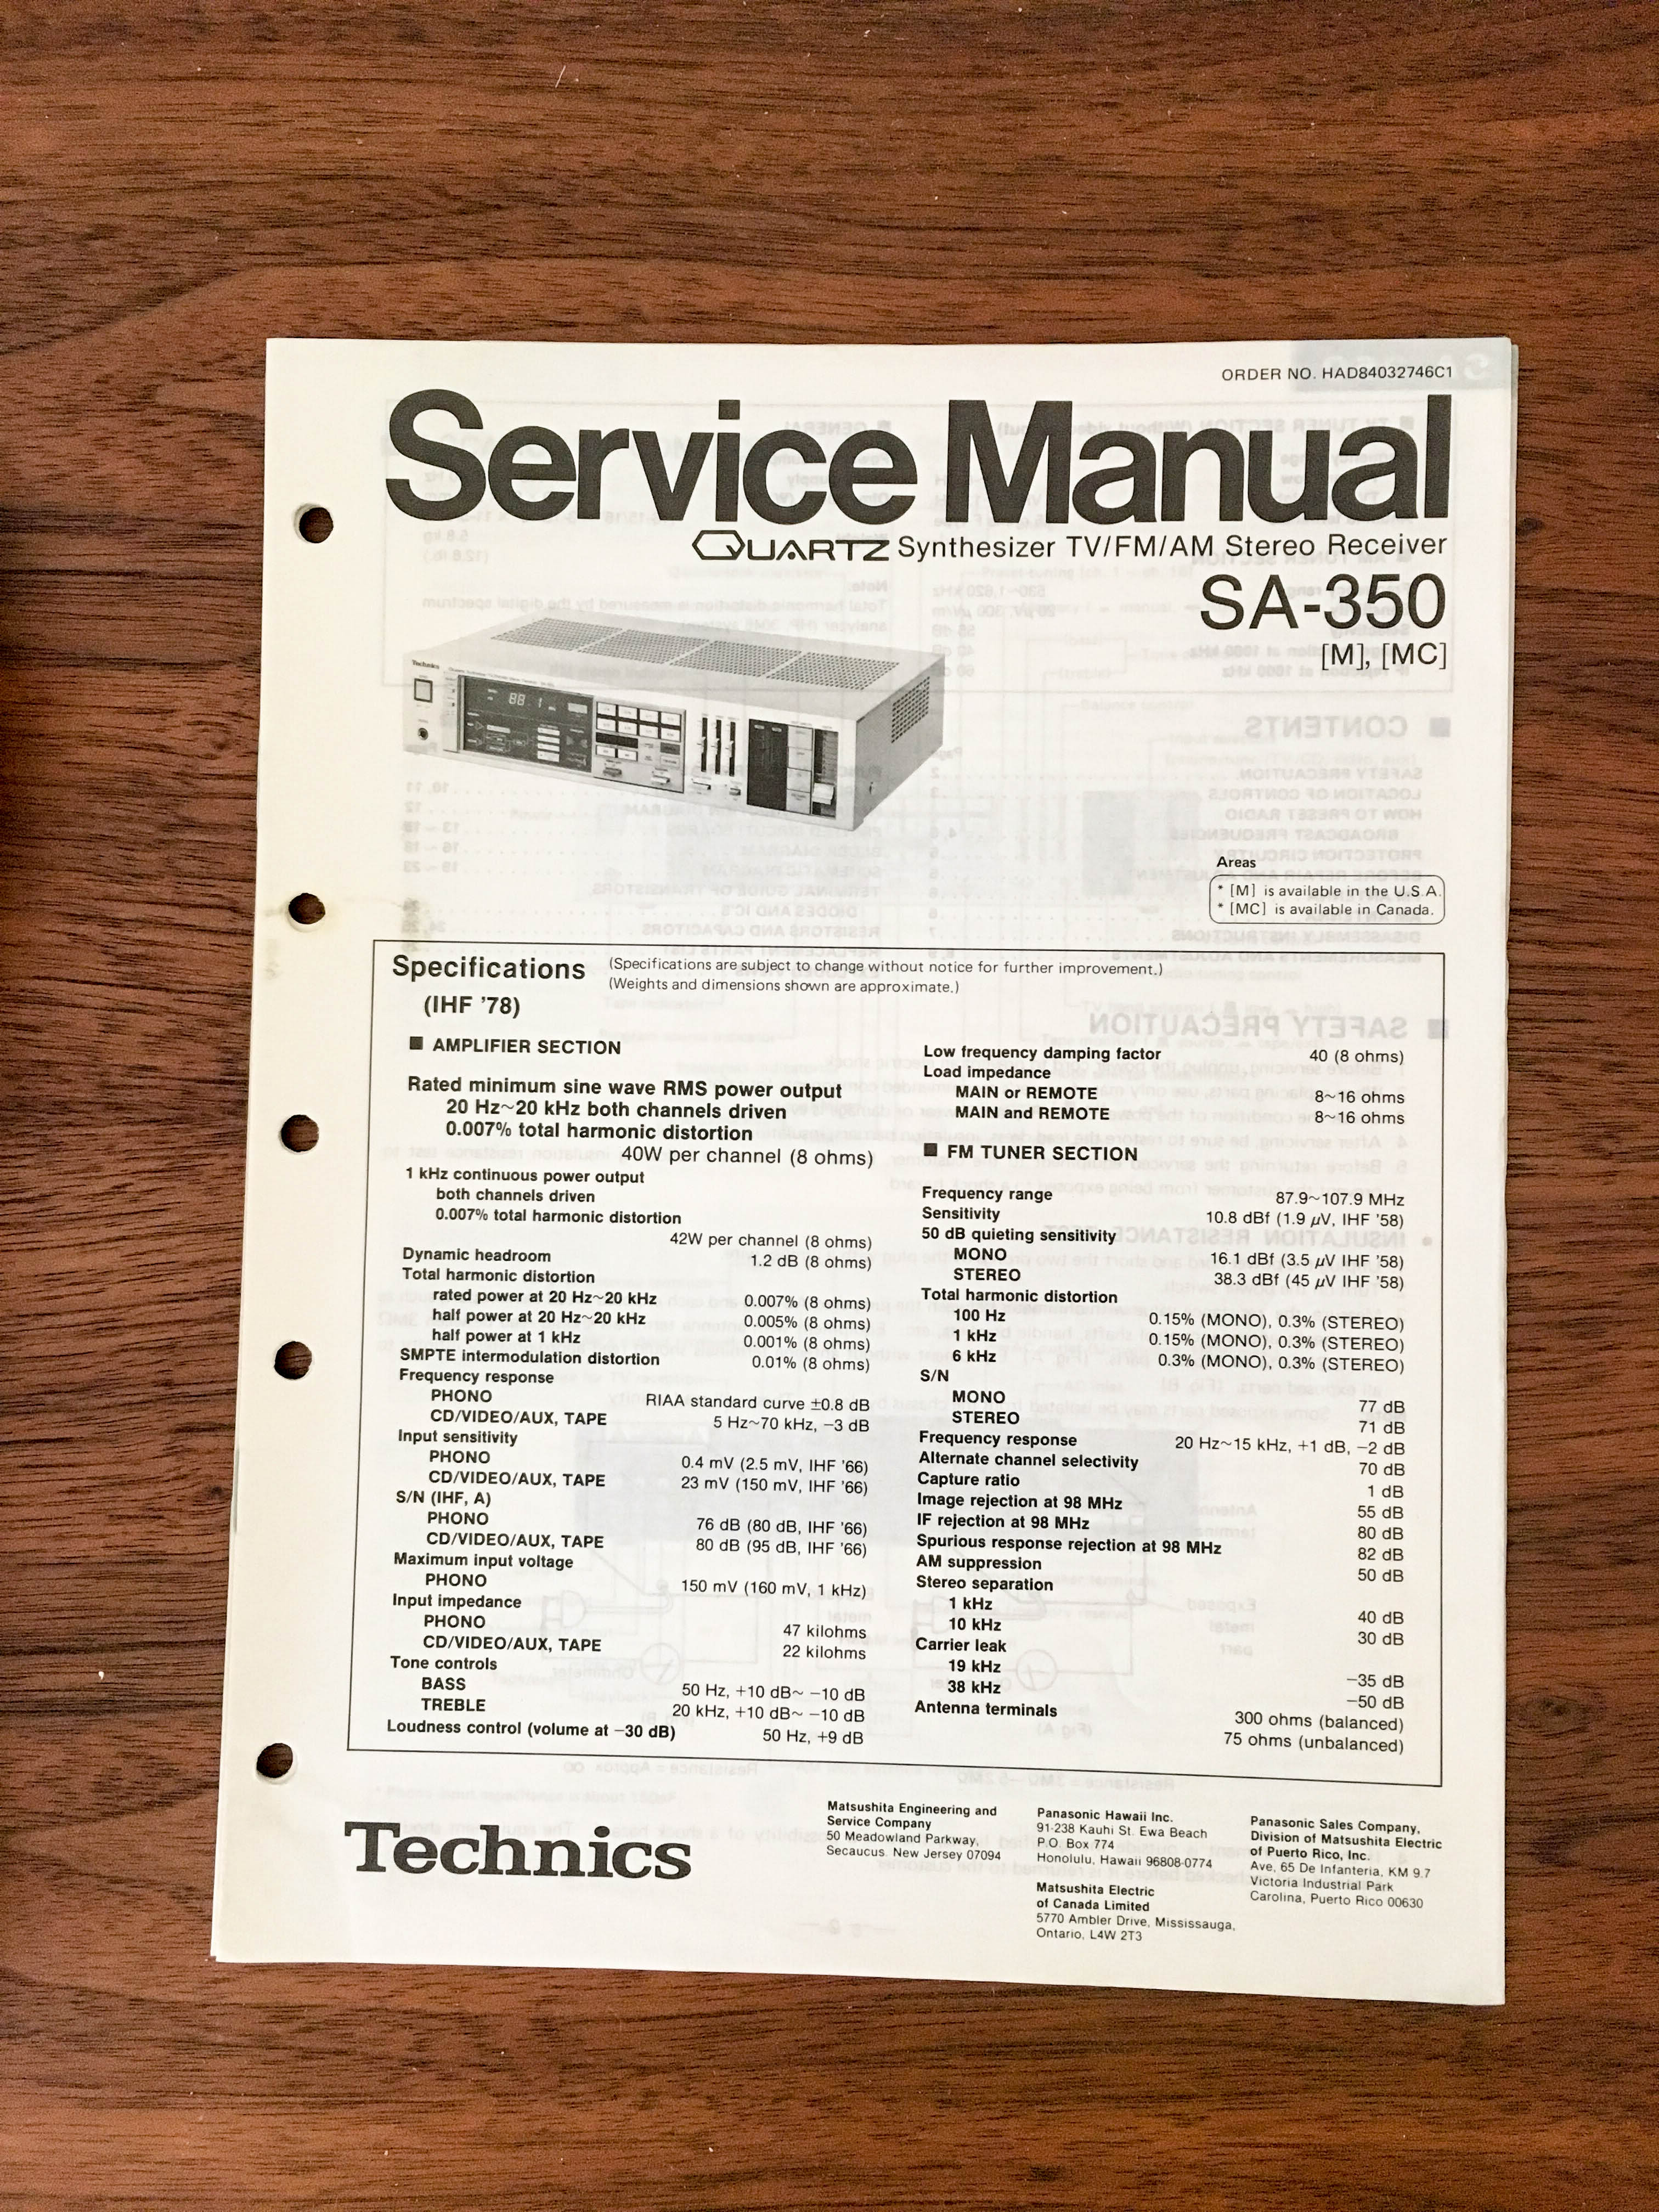 ORDER NO. HAD84032746C1
Service Manual
QUARTZ Synthesizer TV/FM/AM Stereo Receiver
SA-350
[M], [MC]
Technics
88 1
Areas
* [M] is available in the U.S.A.
* [MC] is available in Canada.
Specifications (Specifications are subject to change without notice for further improvement.)
(Weights and dimensions shown are approximate.)
(IHF '78)
■ AMPLIFIER SECTION
Rated minimum sine wave RMS power output
20 Hz~20 kHz both channels driven
0.007% total harmonic distortion
40W per channel (8 ohms)
1 kHz continuous power output
both channels driven
0.007% total harmonic distortion
42W per channel (8 ohms)
Dynamic headroom 1.2 dB (8 ohms)
Total harmonic distortion
rated power at 20 Hz~20 kHz 0.007% (8 ohms)
half power at 20 Hz~20 kHz 0.005% (8 ohms)
half power at 1 kHz 0.001% (8 ohms)
SMPTE intermodulation distortion 0.01% (8 ohms)
Frequency response
PHONO RIAA standard curve ±0.8 dB
CD/VIDEO/AUX, TAPE 5 Hz~70 kHz, −3 dB
Input sensitivity
PHONO 0.4 mV (2.5 mV, IHF '66)
CD/VIDEO/AUX, TAPE 23 mV (150 mV, IHF '66)
S/N (IHF, A)
PHONO 76 dB (80 dB, IHF '66)
CD/VIDEO/AUX, TAPE 80 dB (95 dB, IHF '66)
Maximum input voltage
PHONO 150 mV (160 mV, 1 kHz)
Input impedance
PHONO 47 kilohms
CD/VIDEO/AUX, TAPE 22 kilohms
Tone controls
BASS 50 Hz, +10 dB~ −10 dB
TREBLE 20 kHz, +10 dB~ −10 dB
Loudness control (volume at −30 dB) 50 Hz, +9 dB
Low frequency damping factor 40 (8 ohms)
Load impedance
MAIN or REMOTE 8~16 ohms
MAIN and REMOTE 8~16 ohms
■ FM TUNER SECTION
Frequency range 87.9~107.9 MHz
Sensitivity 10.8 dBf (1.9 μV, IHF '58)
50 dB quieting sensitivity
MONO 16.1 dBf (3.5 μV IHF '58)
STEREO 38.3 dBf (45 μV IHF '58)
Total harmonic distortion
100 Hz 0.15% (MONO), 0.3% (STEREO)
1 kHz 0.15% (MONO), 0.3% (STEREO)
6 kHz 0.3% (MONO), 0.3% (STEREO)
S/N
MONO 77 dB
STEREO 71 dB
Frequency response 20 Hz~15 kHz, +1 dB, −2 dB
Alternate channel selectivity 70 dB
Capture ratio 1 dB
Image rejection at 98 MHz 55 dB
IF rejection at 98 MHz 80 dB
Spurious response rejection at 98 MHz 82 dB
AM suppression 50 dB
Stereo separation
1 kHz 40 dB
10 kHz 30 dB
Carrier leak
19 kHz −35 dB
38 kHz −50 dB
Antenna terminals 300 ohms (balanced)
75 ohms (unbalanced)
Technics
Matsushita Engineering and
Service Company
50 Meadowland Parkway,
Secaucus. New Jersey 07094
Panasonic Hawaii Inc.
91-238 Kauhi St. Ewa Beach
P.O. Box 774
Honolulu, Hawaii 96808-0774
Matsushita Electric
of Canada Limited
5770 Ambler Drive, Mississauga,
Ontario, L4W 2T3
Panasonic Sales Company,
Division of Matsushita Electric
of Puerto Rico, Inc.
Ave, 65 De Infanteria, KM 9.7
Victoria Industrial Park
Carolina, Puerto Rico 00630